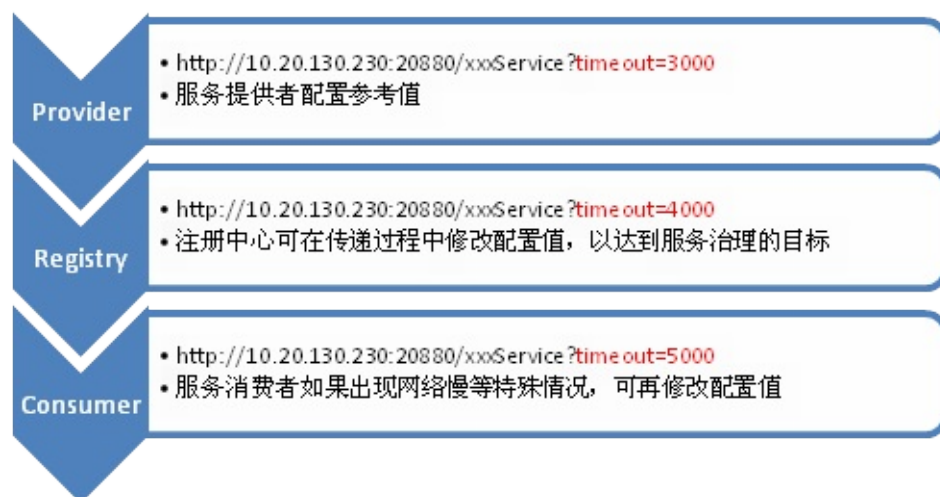 Provider
• http://10.20.130.230:20880/xxxService?timeout=3000
• 服务提供者配置参考值
Registry
• http://10.20.130.230:20880/xxxService?timeout=4000
• 注册中心可在传递过程中修改配置值，以达到服务治理的目标
Consumer
• http://10.20.130.230:20880/xxxService?timeout=5000
• 服务消费者如果出现网络慢等特殊情况，可再修改配置值